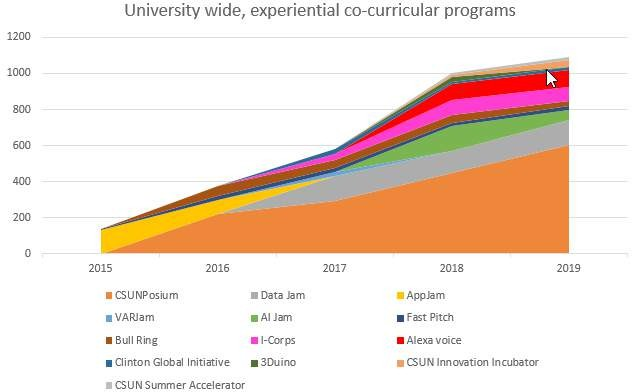 University wide, experiential co-curricular programs
1200
1000
800
600
400
200
0
2015 2016 2017 2018 2019
CSUNPosium Data Jam AppJam
VARJam AI Jam Fast Pitch
Bull Ring I-Corps Alexa voice
Clinton Global Initiative 3Duino CSUN Innovation Incubator
CSUN Summer Accelerator